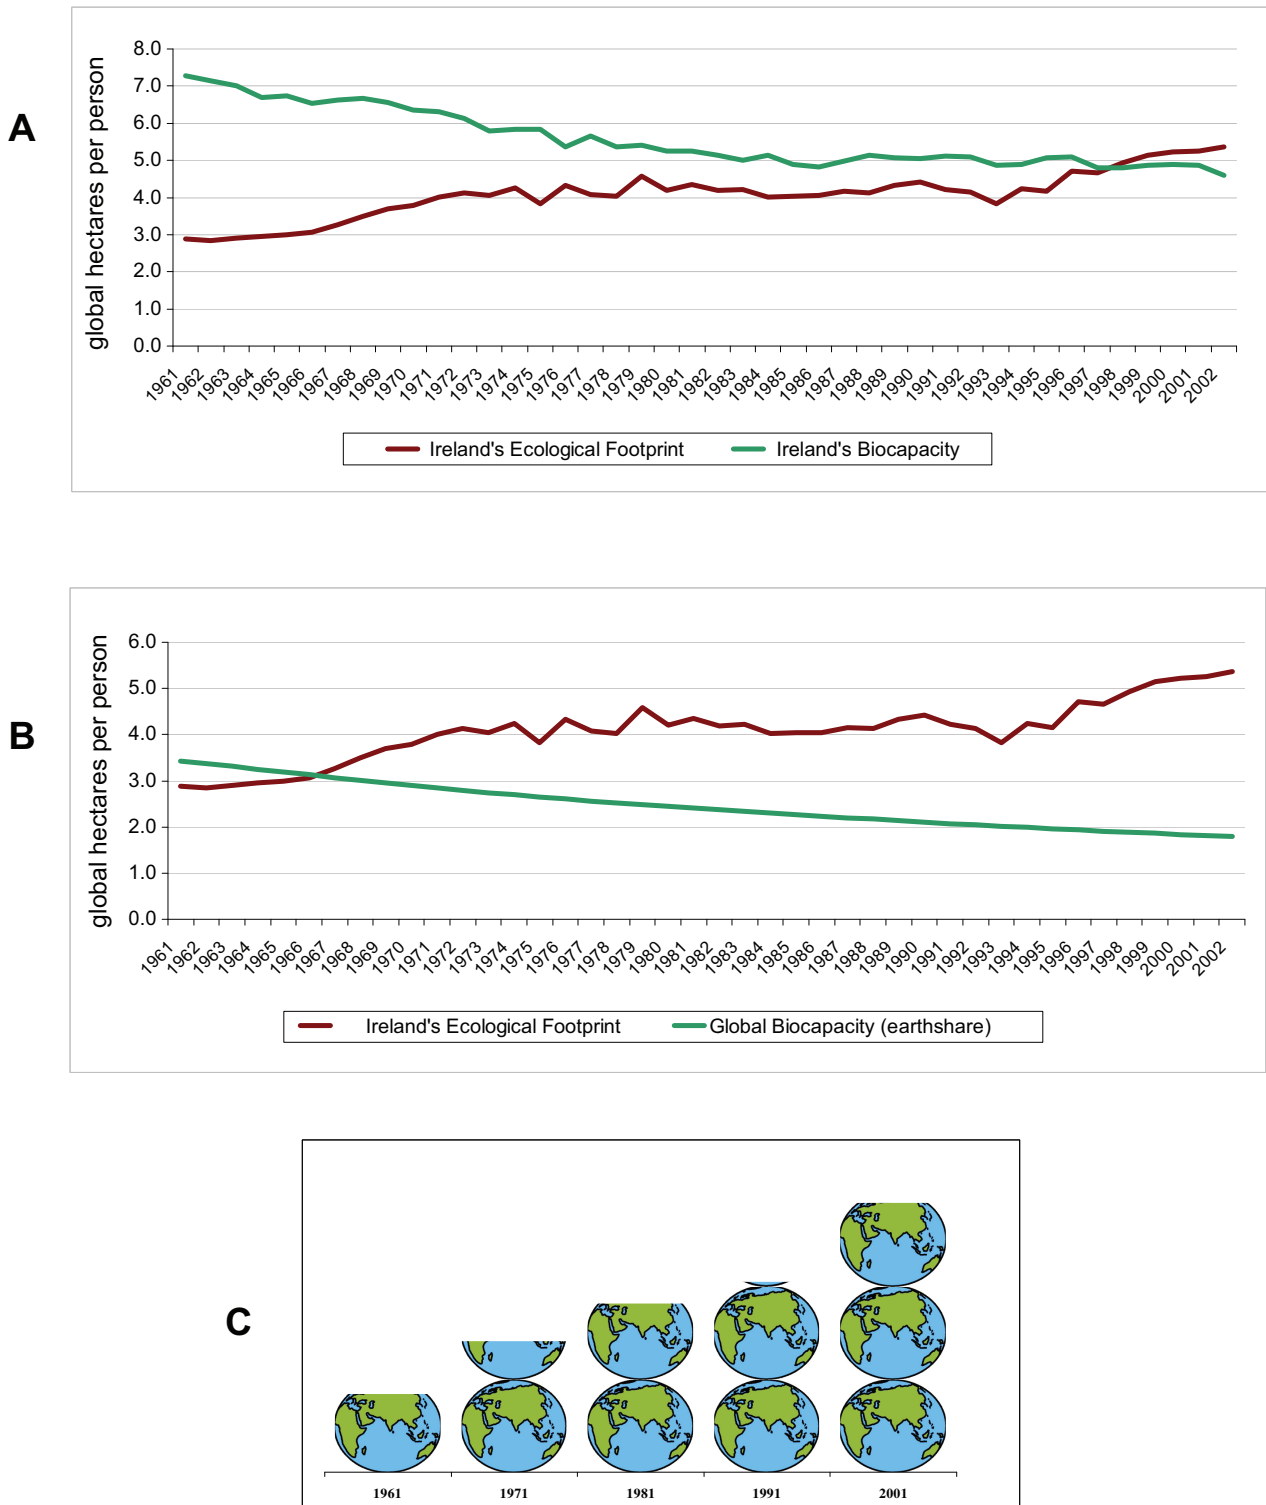 A
global hectares per person
8.0
7.0
6.0
5.0
4.0
3.0
2.0
1.0
0.0
1961 1962 1963 1964 1965 1966 1967 1968 1969 1970 1971 1972 1973 1974 1975 1976 1977 1978 1979 1980 1981 1982 1983 1984 1985 1986 1987 1988 1989 1990 1991 1992 1993 1994 1995 1996 1997 1998 1999 2000 2001 2002
Ireland's Ecological Footprint Ireland's Biocapacity
B
global hectares per person
6.0
5.0
4.0
3.0
2.0
1.0
0.0
1961 1962 1963 1964 1965 1966 1967 1968 1969 1970 1971 1972 1973 1974 1975 1976 1977 1978 1979 1980 1981 1982 1983 1984 1985 1986 1987 1988 1989 1990 1991 1992 1993 1994 1995 1996 1997 1998 1999 2000 2001 2002
Ireland's Ecological Footprint Global Biocapacity (earthshare)
C
1961 1971 1981 1991 2001